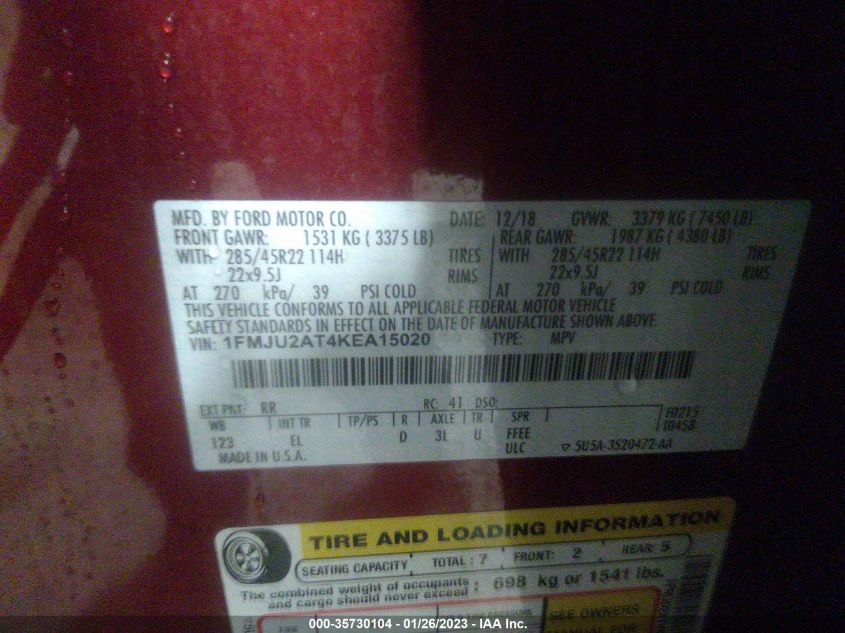 MFD. BY FORD MOTOR CO. DATE: 12/18 GVWR: 3379 KG ( 7450 LB)
FRONT GAWR: 1531 KG ( 3375 LB) REAR GAWR: 1987 KG ( 4380 LB)
WITH 285/45R22 114H TIRES WITH 285/45R22 114H TIRES
22x9.5J RIMS 22x9.5J RIMS
AT 270 kPa/ 39 PSI COLD AT 270 kPa/ 39 PSI COLD
THIS VEHICLE CONFORMS TO ALL APPLICABLE FEDERAL MOTOR VEHICLE
SAFETY STANDARDS IN EFFECT ON THE DATE OF MANUFACTURE SHOWN ABOVE.
VIN: 1FMJU2AT4KEA15020 TYPE: MPV
EXT PNT: RR RC: 41 DSO: F0215
WB INT TR TP/PS R AXLE TR SPR T0458
123 EL D 3L U FFEE
ULC 5U5A-3520472-AA
MADE IN U.S.A.
TIRE AND LOADING INFORMATION
SEATING CAPACITY TOTAL : 7 FRONT: 2 REAR: 5
The combined weight of occupants and cargo should never exceed : 698 kg or 1541 lbs.
SEE OWNERS
MANUAL FOR
000-35730104 - 01/26/2023 - IAA Inc.